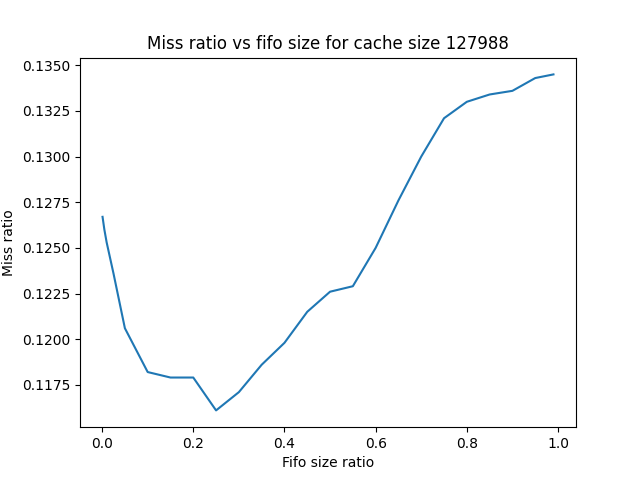 Miss ratio vs fifo size for cache size 127988
0.1350
0.1325
0.1300
0.1275
0.1250
0.1225
0.1200
0.1175
Miss ratio
0.0 0.2 0.4 0.6 0.8 1.0
Fifo size ratio